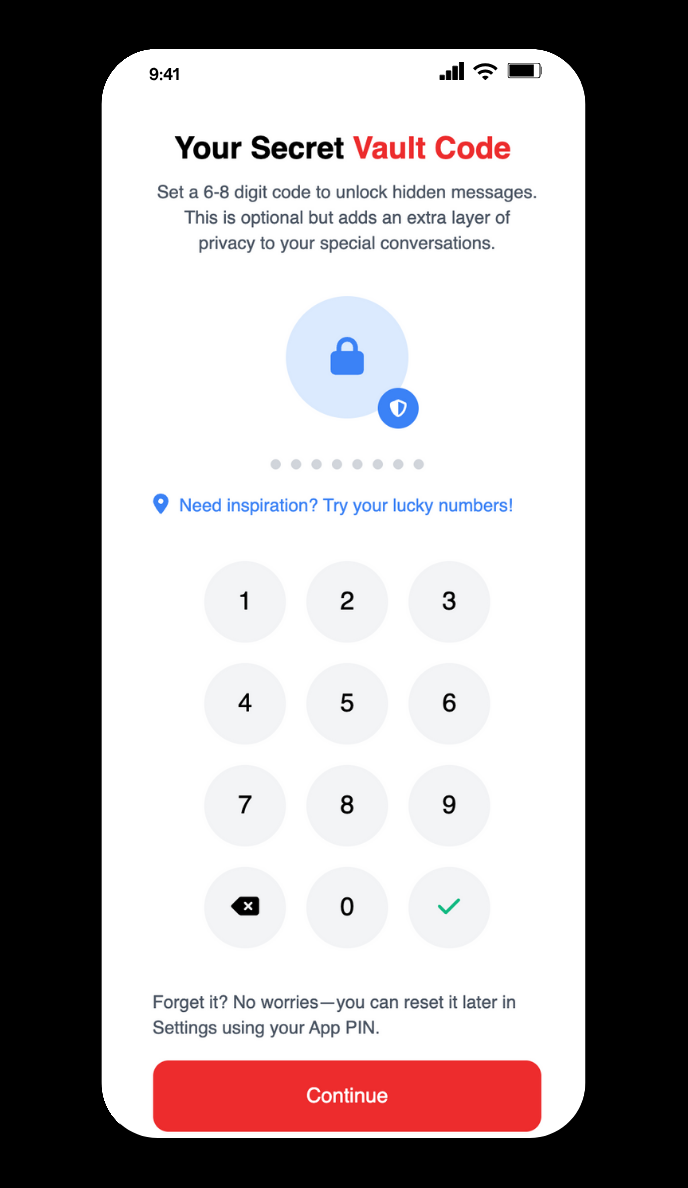 9:41
Your Secret Vault Code
Set a 6-8 digit code to unlock hidden messages.
This is optional but adds an extra layer of
privacy to your special conversations.
Need inspiration? Try your lucky numbers!
1 2 3
4 5 6
7 8 9
0
Forget it? No worries—you can reset it later in
Settings using your App PIN.
Continue